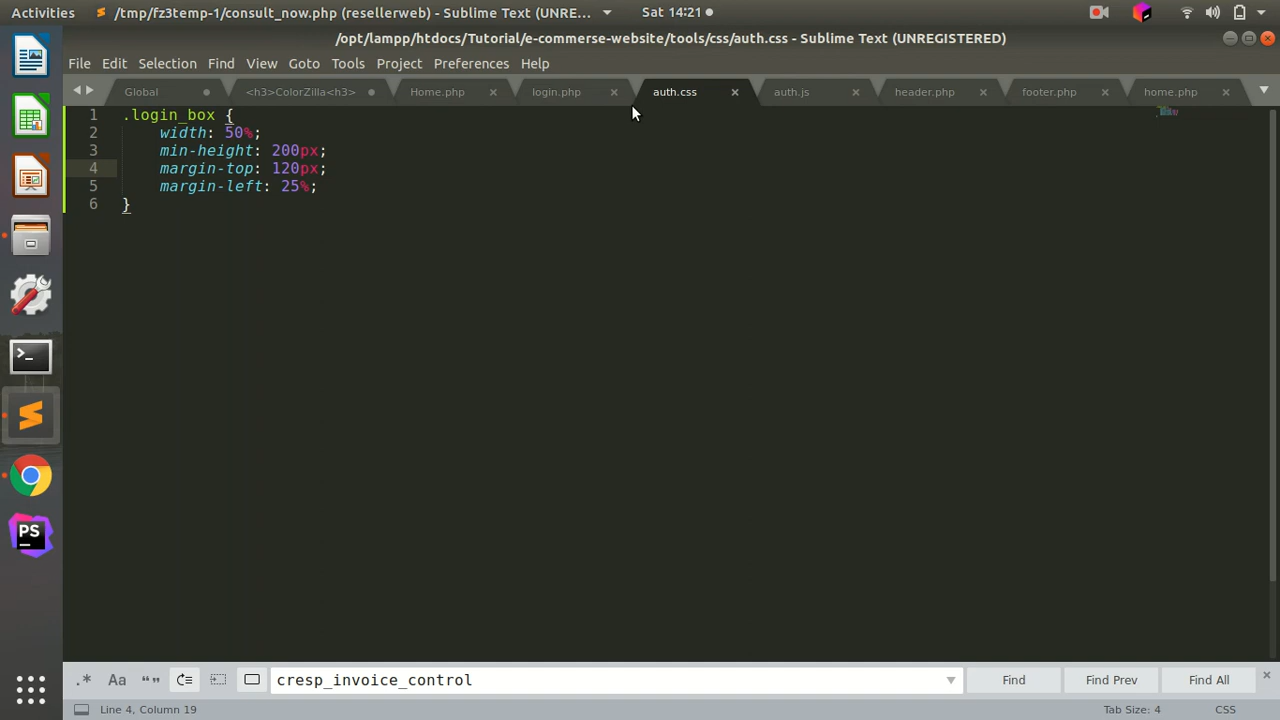 Activities
/tmp/fz3temp-1/consult_now.php (resellerweb) - Sublime Text (UNRE...
Sat 14:21
/opt/lampp/htdocs/Tutorial/e-commerse-website/tools/css/auth.css - Sublime Text (UNREGISTERED)
File Edit Selection Find View Goto Tools Project Preferences Help
Global <h3>ColorZilla<h3> Home.php login.php auth.css auth.js header.php footer.php home.php
1 .login_box {
2 width: 50%;
3 min-height: 200px;
4 margin-top: 120px;
5 margin-left: 25%;
6 }
PS
.* Aa “” cresp_invoice_control Find Find Prev Find All
Line 4, Column 19 Tab Size: 4 CSS